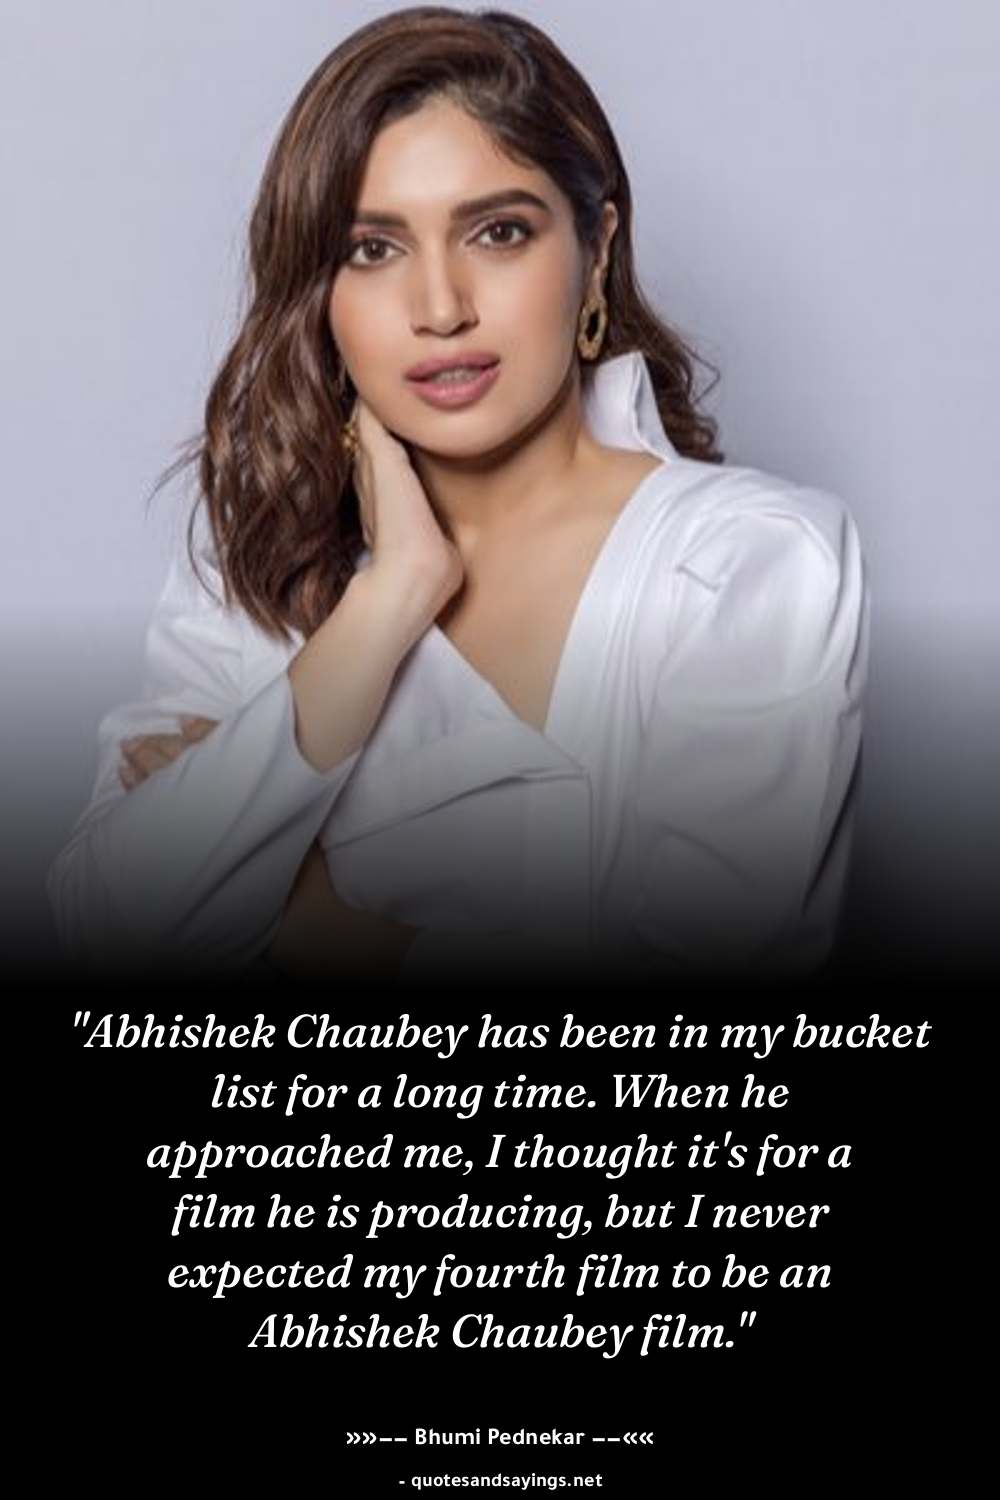 "Abhishek Chaubey has been in my bucket
list for a long time. When he
approached me, I thought it's for a
film he is producing, but I never
expected my fourth film to be an
Abhishek Chaubey film."
»»−− Bhumi Pednekar −−««
- quotesandsayings.net